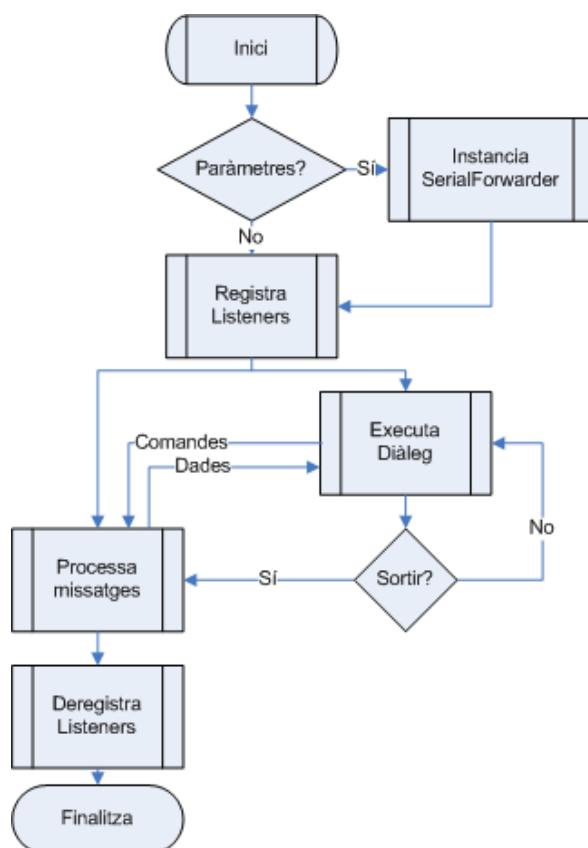 Inici
Paràmetres?
Sí
Instancia
SerialForwarder
No
Registra
Listeners
Executa
Diàleg
Comandes
Dades
No
Processa
missatges
Sí
Sortir?
Deregistra
Listeners
Finalitza